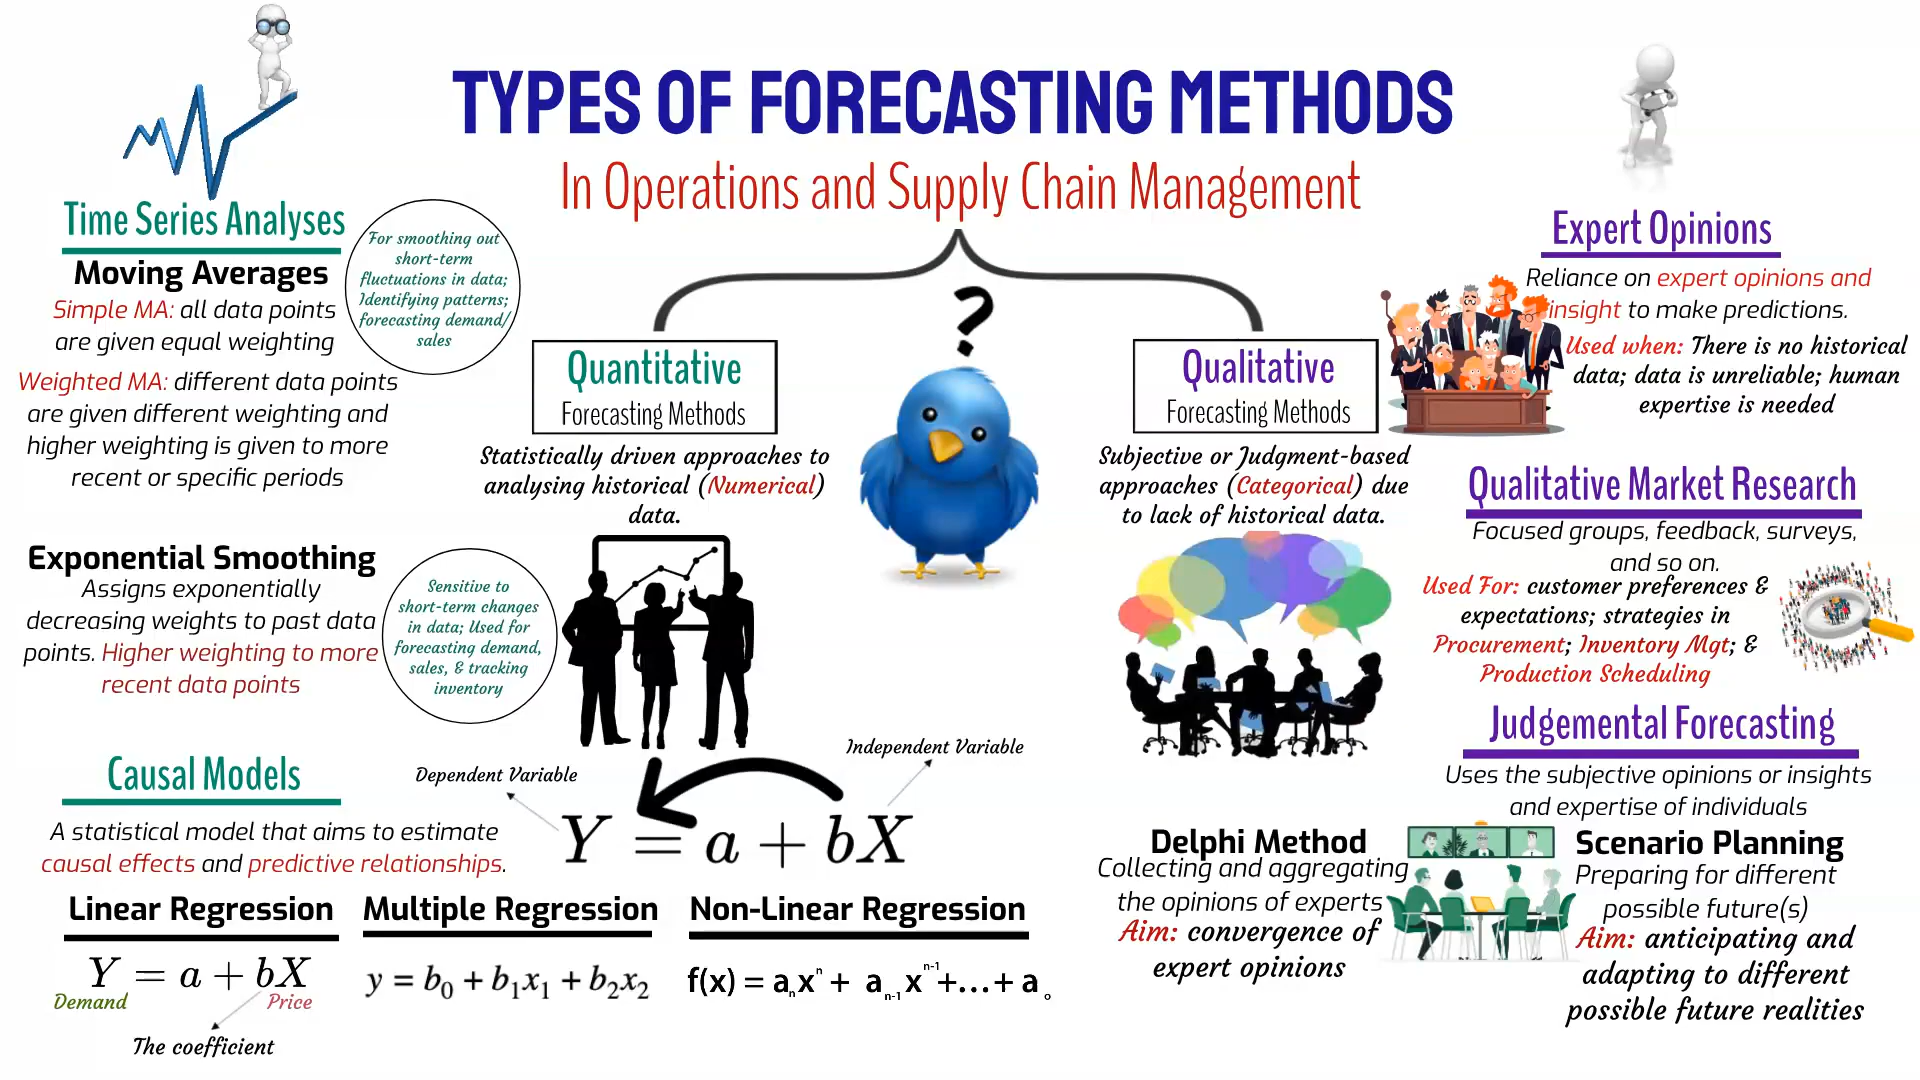 TYPES OF FORECASTING METHODS
In Operations and Supply Chain Management
Time Series Analyses
Moving Averages
Simple MA: all data points
are given equal weighting
Weighted MA: different data points
are given different weighting and
higher weighting is given to more
recent or specific periods
For smoothing out
short-term
fluctuations in data;
Identifying patterns;
forecasting demand/
sales
Exponential Smoothing
Assigns exponentially
decreasing weights to past data
points. Higher weighting to more
recent data points
Sensitive to
short-term changes
in data; Used for
forecasting demand,
sales, & tracking
inventory
Quantitative
Forecasting Methods
Statistically driven approaches to
analysing historical (Numerical)
data.
?
Qualitative
Forecasting Methods
Subjective or Judgment-based
approaches (Categorical) due
to lack of historical data.
Causal Models
A statistical model that aims to estimate
causal effects and predictive relationships.
Dependent Variable
Independent Variable
Y = a + bX
Linear Regression
Y = a + bX
Demand
Price
The coefficient
Multiple Regression
y = b₀ + b₁x₁ + b₂x₂
Non-Linear Regression
f(x) = aₙxⁿ + aₙ₋₁xⁿ⁻¹+...+ a₀
Expert Opinions
Reliance on expert opinions and
insight to make predictions.
Used when: There is no historical
data; data is unreliable; human
expertise is needed
Qualitative Market Research
Focused groups, feedback, surveys,
and so on.
Used For: customer preferences &
expectations; strategies in
Procurement; Inventory Mgt; &
Production Scheduling
Judgemental Forecasting
Uses the subjective opinions or insights
and expertise of individuals
Delphi Method
Collecting and aggregating
the opinions of experts
Aim: convergence of
expert opinions
Scenario Planning
Preparing for different
possible future(s)
Aim: anticipating and
adapting to different
possible future realities